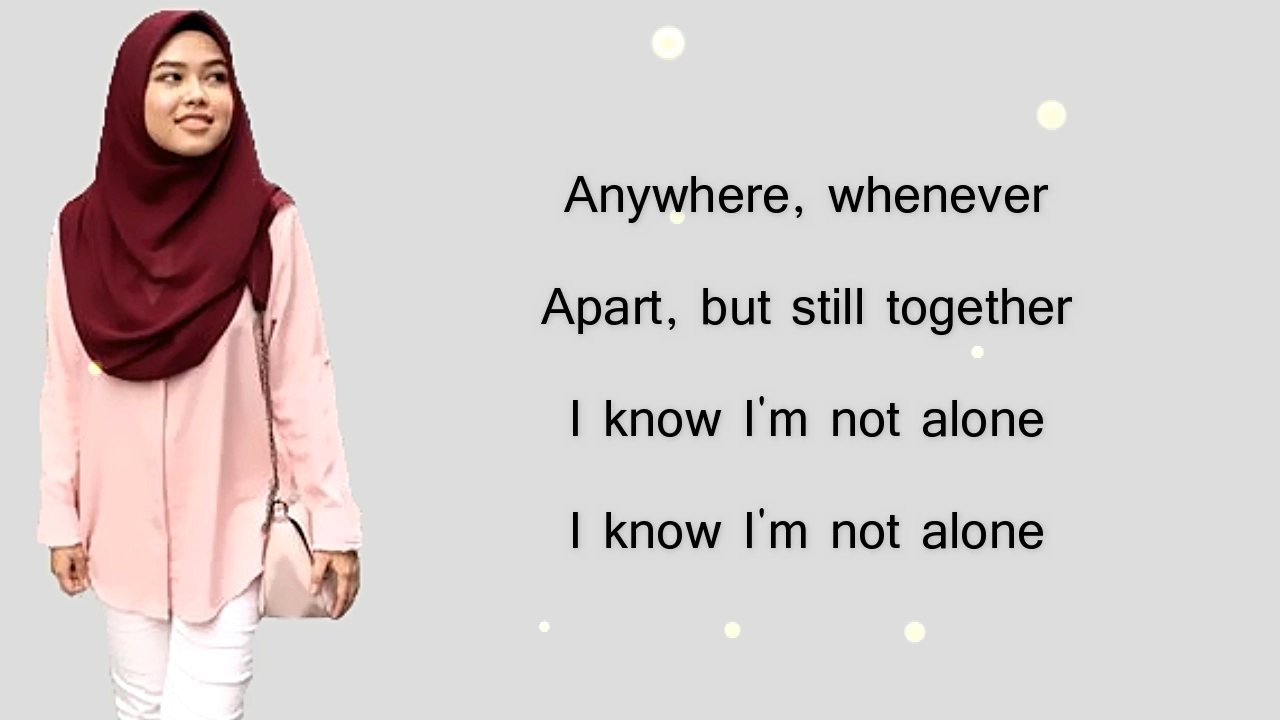 Anywhere, whenever
Apart, but still together
I know I'm not alone
I know I'm not alone